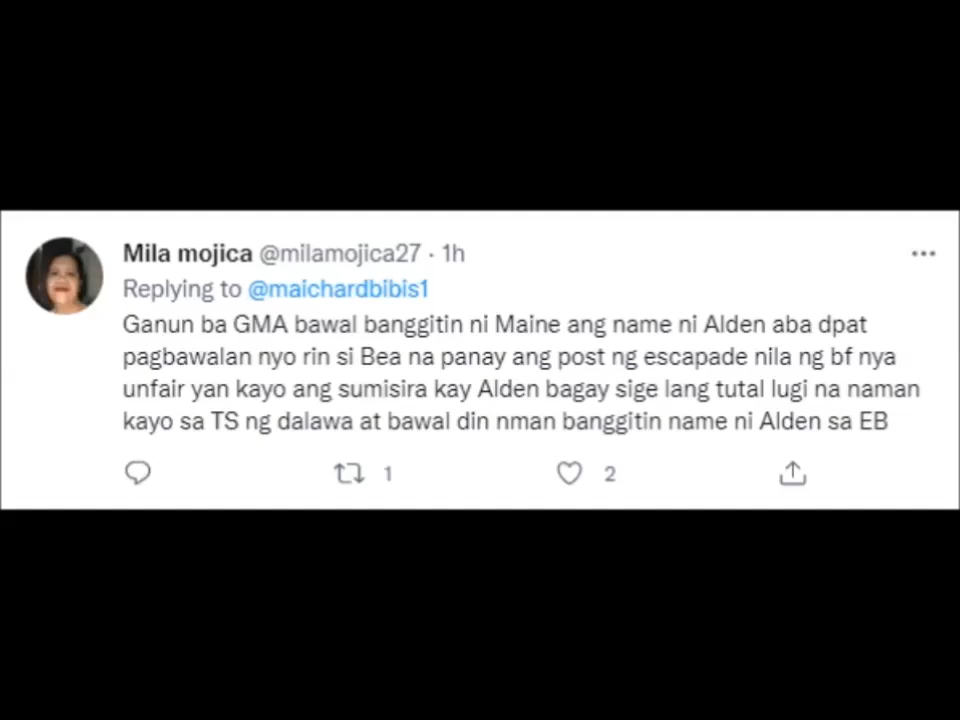 Mila mojica @milamojica27 · 1h
Replying to @maichardbibis1
Ganun ba GMA bawal banggitin ni Maine ang name ni Alden aba dpat
pagbawalan nyo rin si Bea na panay ang post ng escapade nila ng bf nya
unfair yan kayo ang sumisira kay Alden bagay sige lang tutal lugi na naman
kayo sa TS ng dalawa at bawal din nman banggitin name ni Alden sa EB
1 2